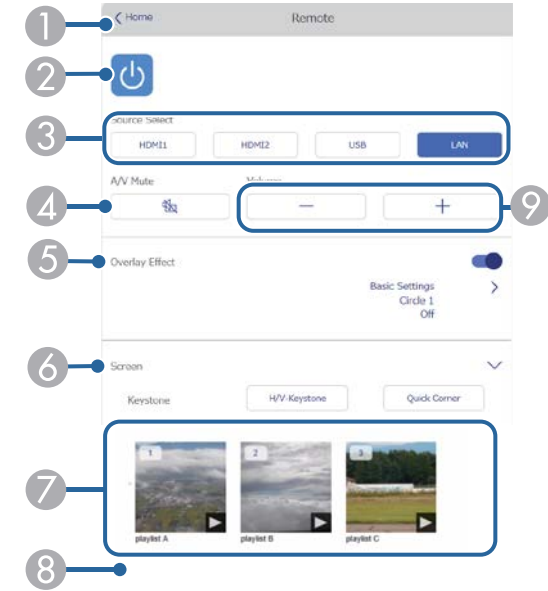 1
Home
Remote
2
Source Select
3
HDMI1
HDMI2
USB
LAN
A/V Mute
Volume
4
9
5
Overlay Effect
Basic Settings
Circle 1
Off
6
Screen
Keystone
H/V-Keystone
Quick Corner
7
1
2
3
playlist A
playlist B
playlist C
8